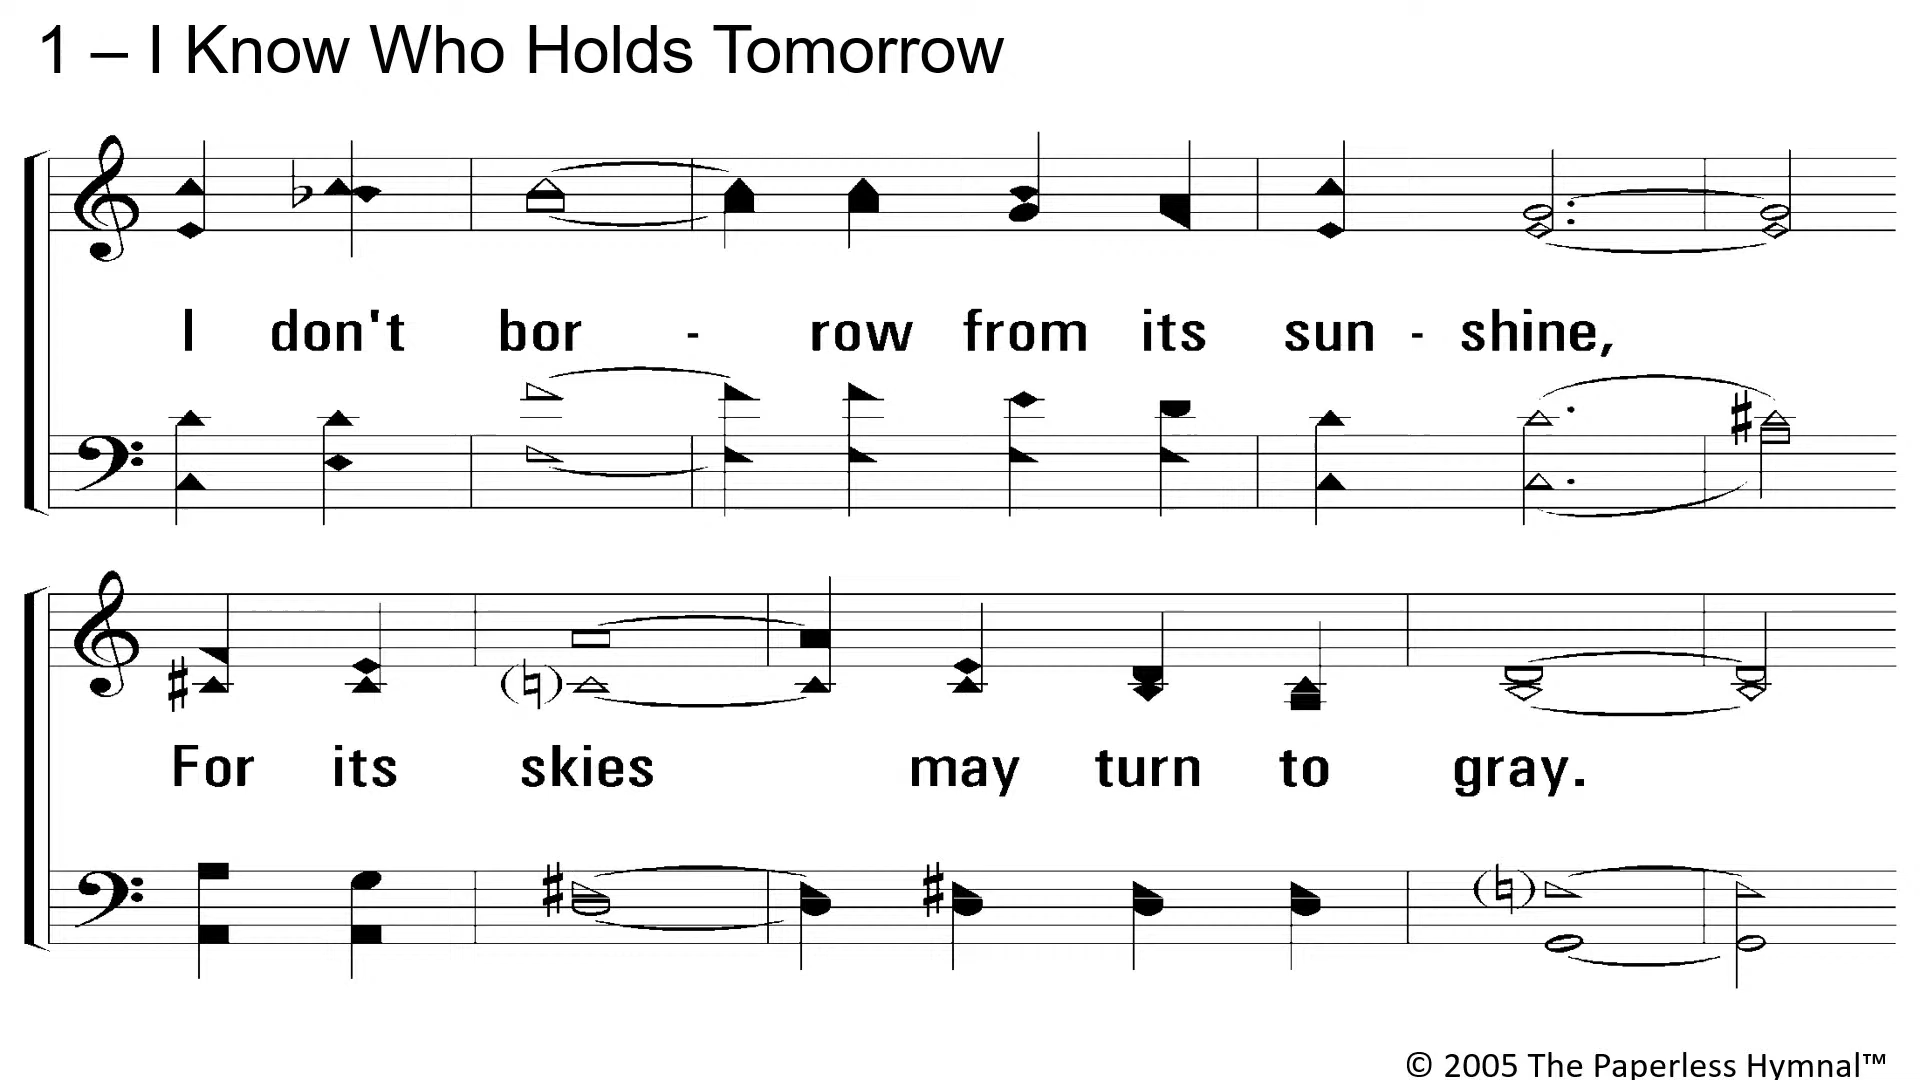 1 – I Know Who Holds Tomorrow
I don't bor - row from its sun - shine,
For its skies may turn to gray.
© 2005 The Paperless Hymnal™